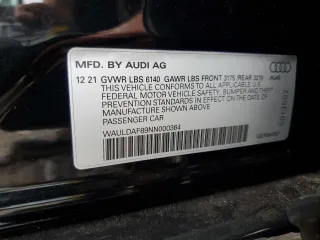 MFD. BY AUDI AG
Audi
12 21 GVWR LBS 6140 GAWR LBS FRONT 3175, REAR 3219
THIS VEHICLE CONFORMS TO ALL APPLICABLE US
FEDERAL MOTOR VEHICLE SAFETY, BUMPER AND
THEFT PREVENTION STANDARDS IN EFFECT ON
MANUFACTURE DATE SHOWN ABOVE
PASSENGER CAR
WAULDAF89NN000364